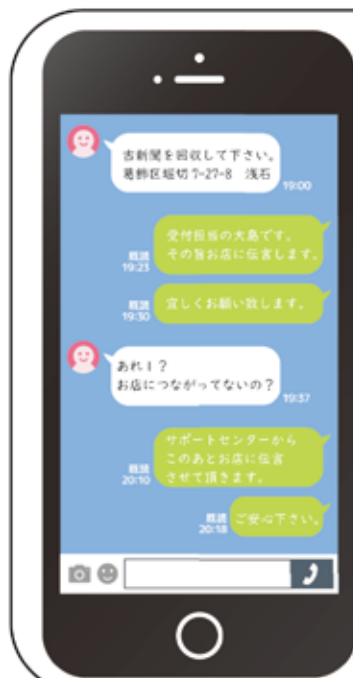 古新聞を回収して下さい。
葛飾区堀切7-27-8　浅石
19:00
受付担当の大島です。
その旨お店に伝言します。
既読
19:23
宜しくお願い致します。
既読
19:30
あれ！？
お店につながってないの？
19:37
サポートセンターから
このあとお店に伝言
させて頂きます。
既読
20:10
ご安心下さい。
既読
20:18